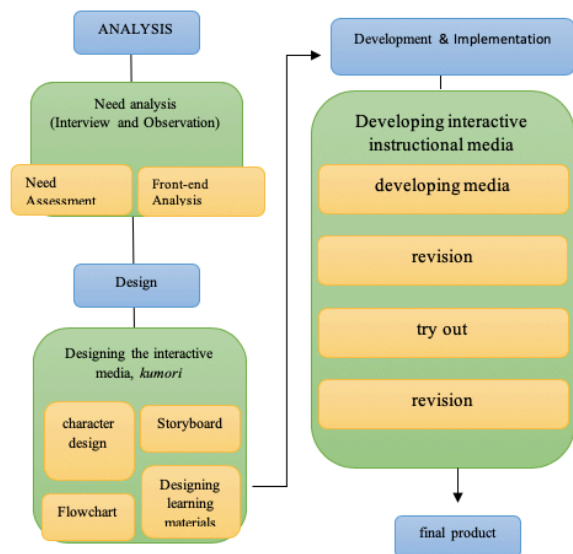 ANALYSIS
Need analysis
(Interview and Observation)
Need
Assessment
Front-end
Analysis
Design
Designing the interactive
media, kumori
character
design
Storyboard
Flowchart
Designing
learning
materials
Development & Implementation
Developing interactive
instructional media
developing media
revision
try out
revision
final product